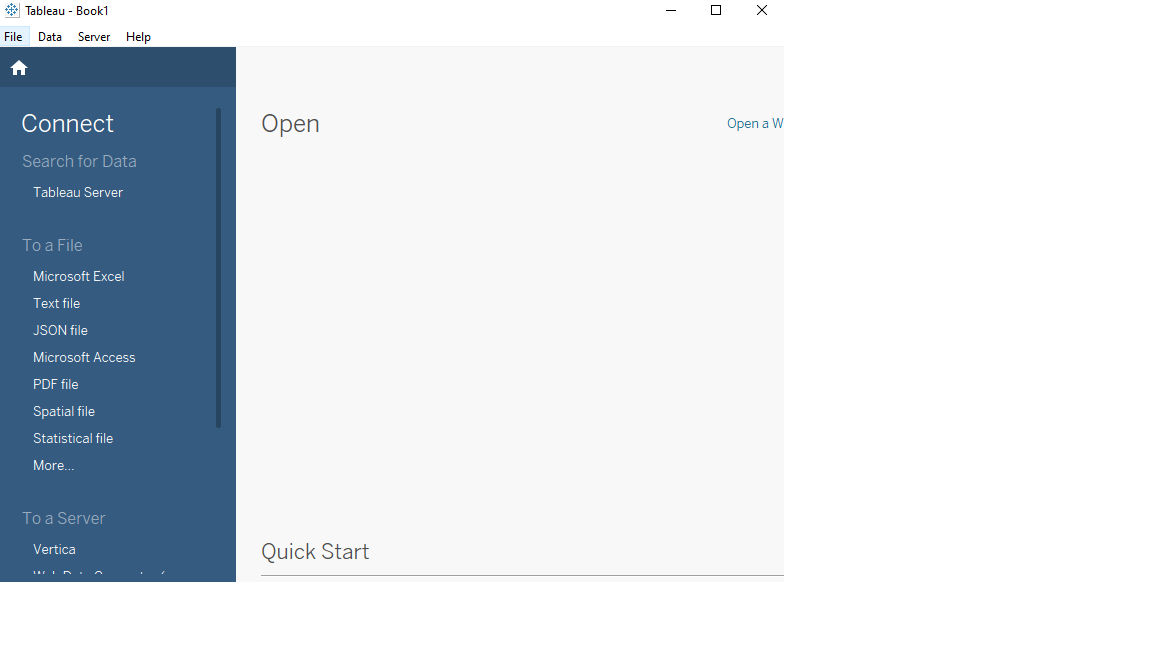 Tableau - Book1
File Data Server Help
Connect
Search for Data
Tableau Server
To a File
Microsoft Excel
Text file
JSON file
Microsoft Access
PDF file
Spatial file
Statistical file
More...
To a Server
Vertica
Open
Open a W
Quick Start